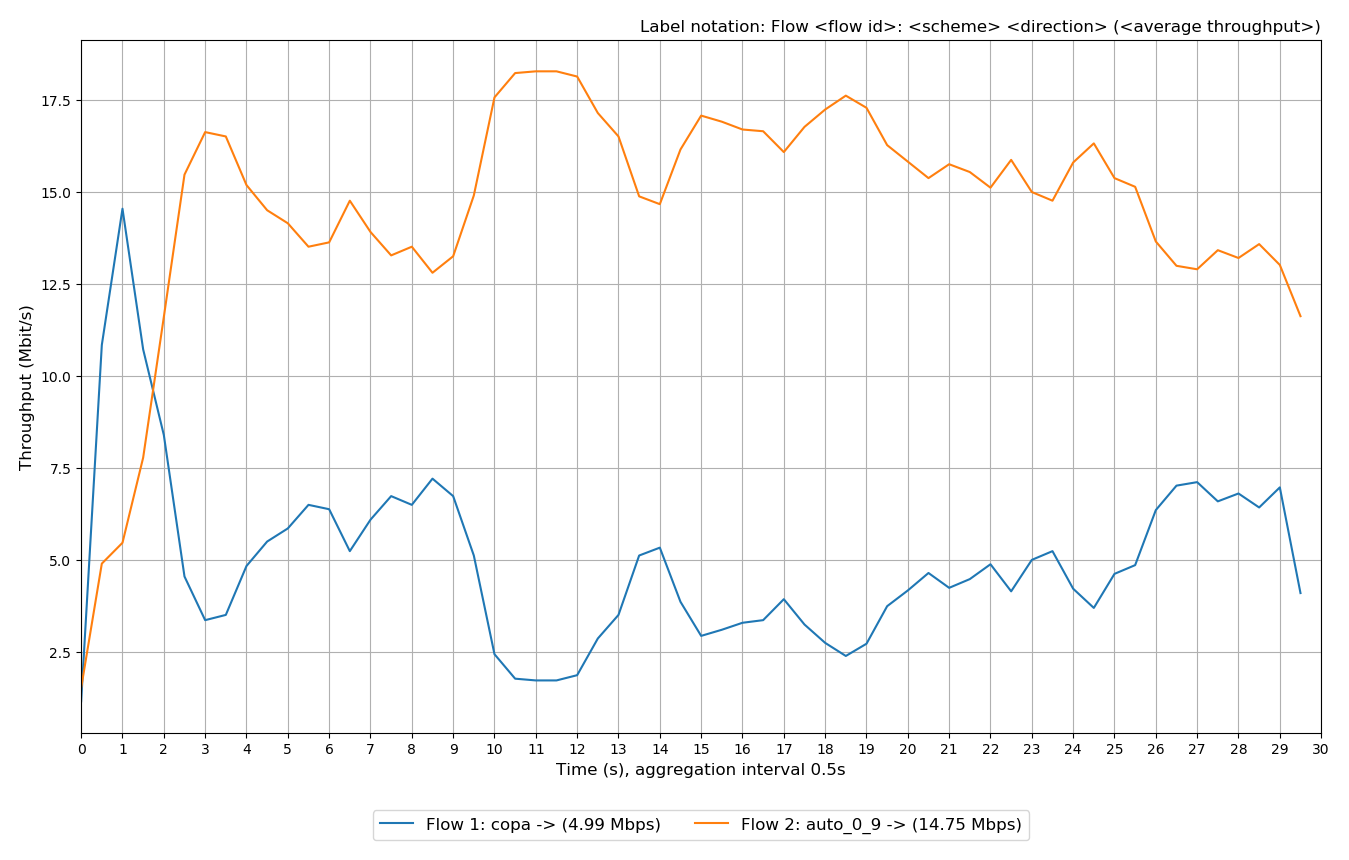 Label notation: Flow <flow id>: <scheme> <direction> (<average throughput>)
17.5
15.0
12.5
10.0
7.5
5.0
2.5
Throughput (Mbit/s)
0 1 2 3 4 5 6 7 8 9 10 11 12 13 14 15 16 17 18 19 20 21 22 23 24 25 26 27 28 29 30
Time (s), aggregation interval 0.5s
Flow 1: copa -> (4.99 Mbps) Flow 2: auto_0_9 -> (14.75 Mbps)